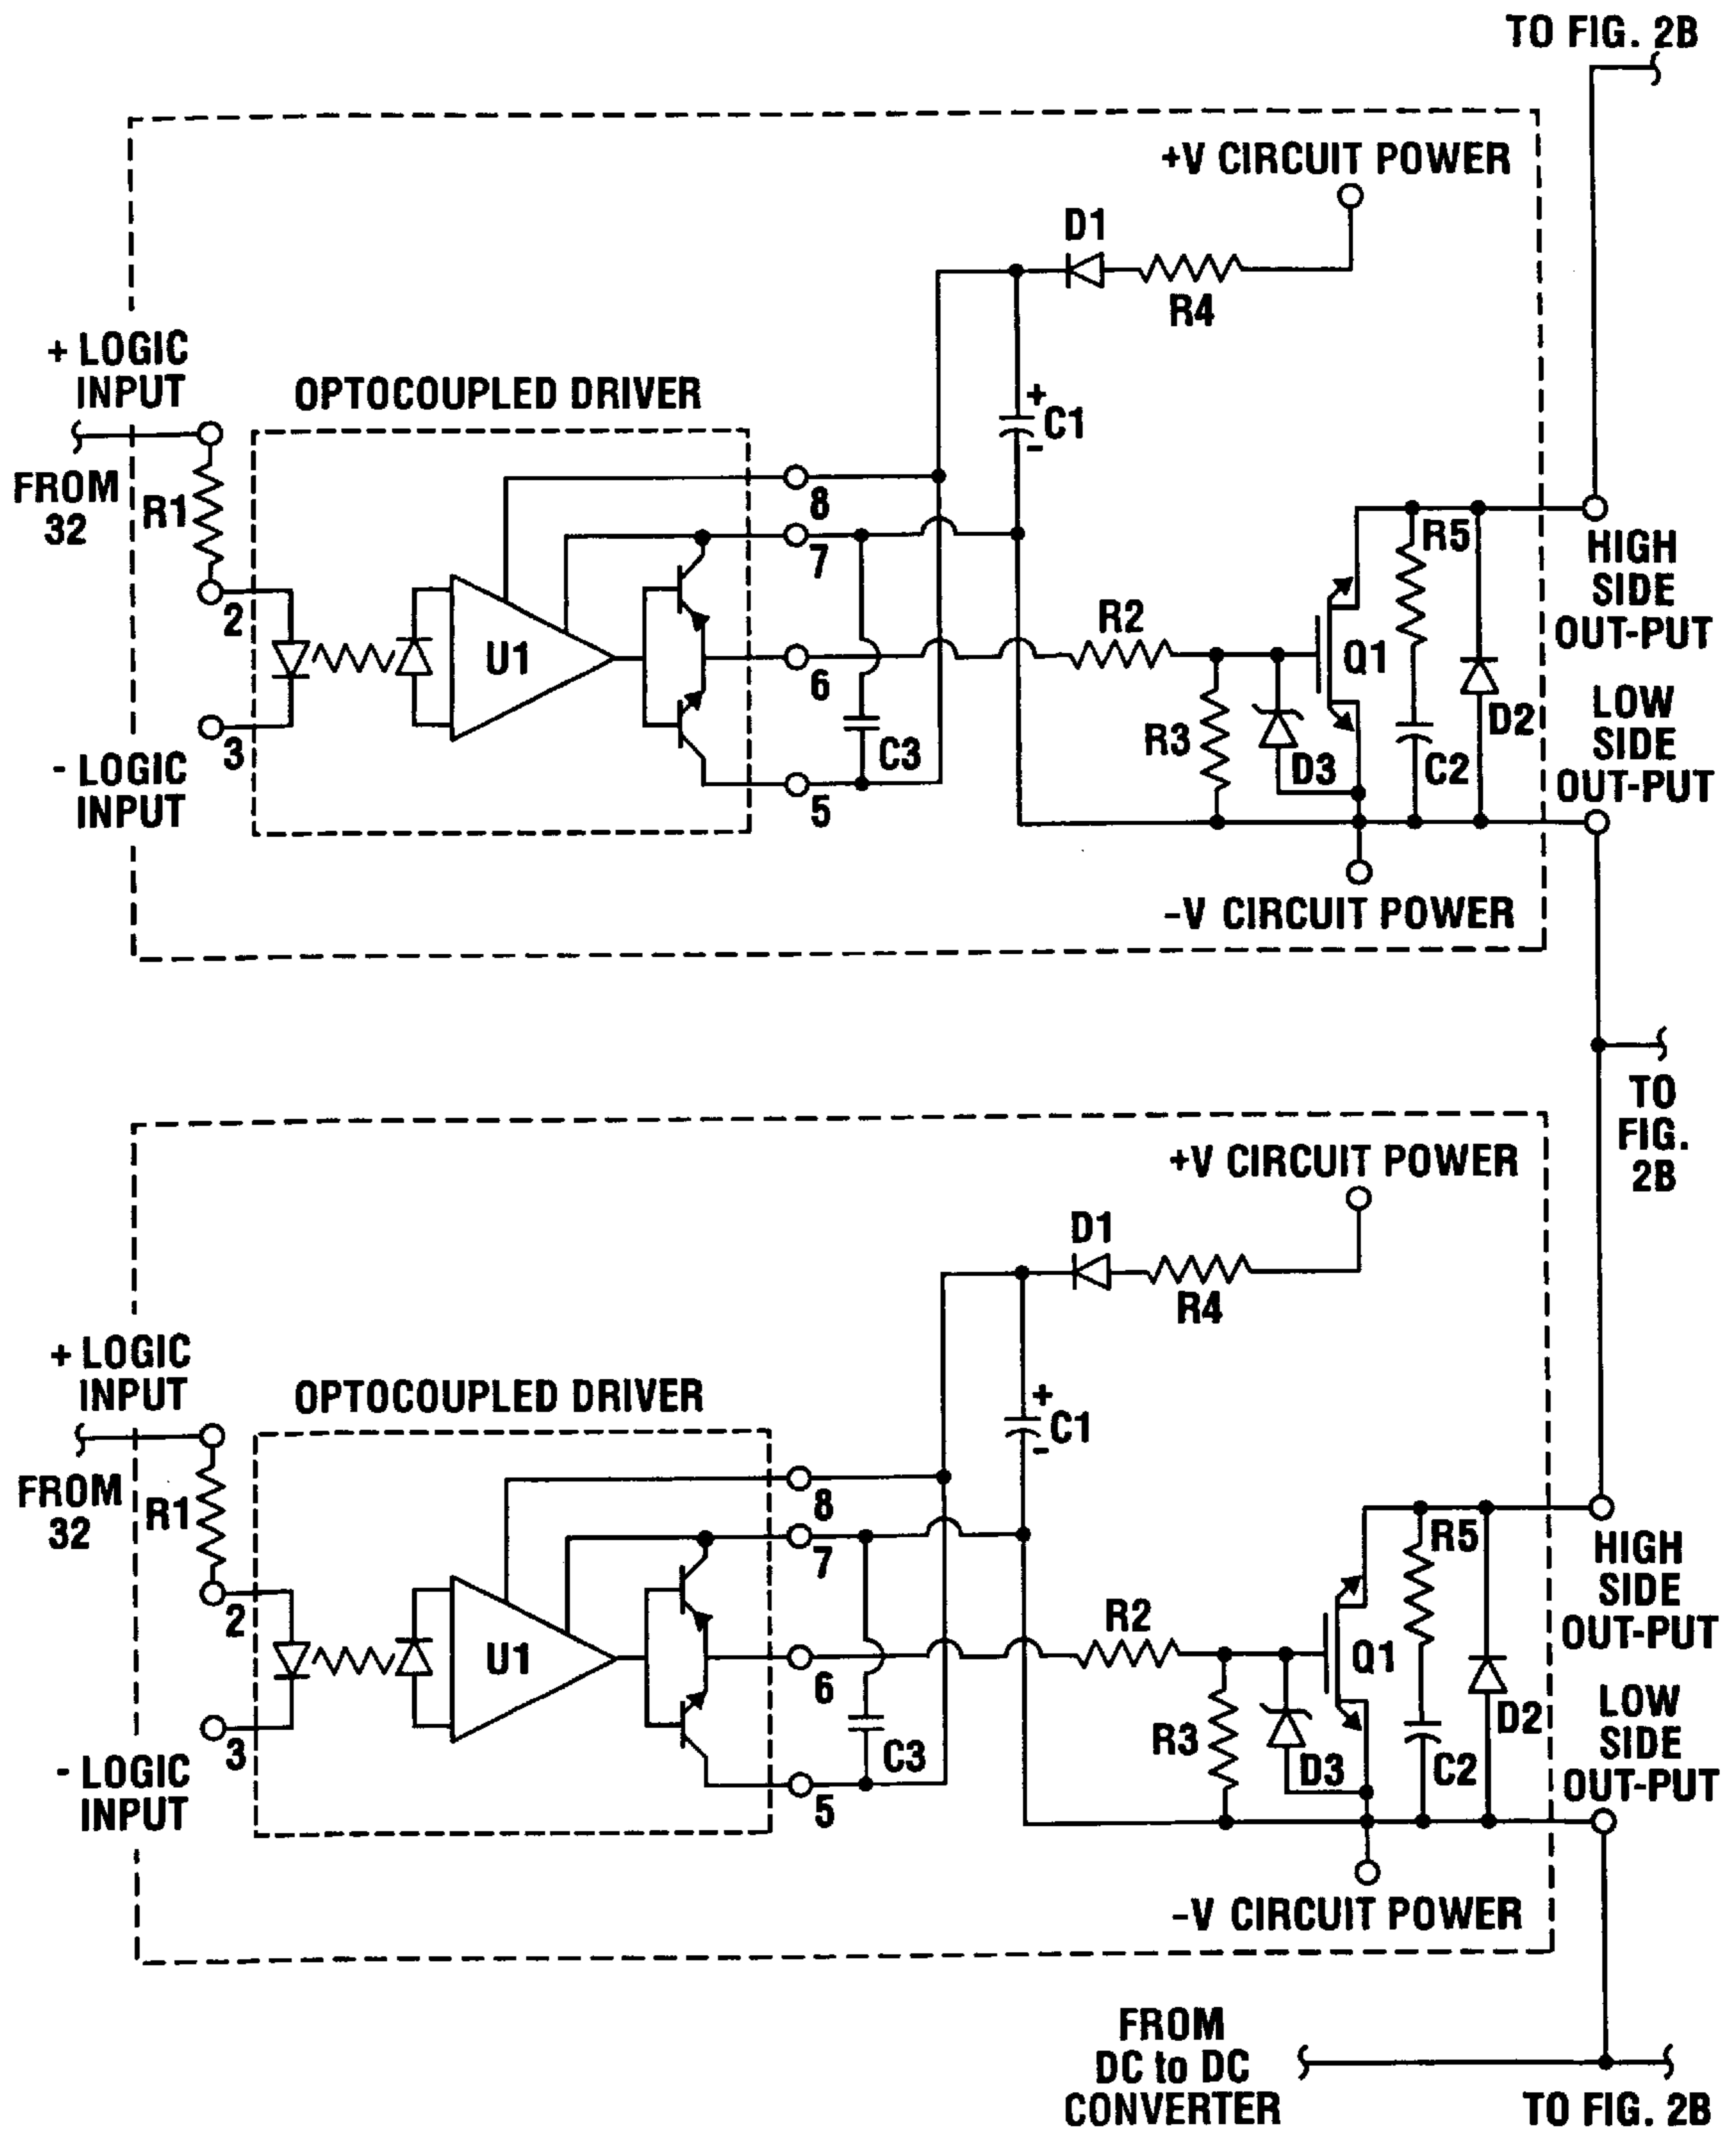 TO FIG. 2B
+V CIRCUIT POWER
D1
R4
+ LOGIC
INPUT
OPTOCOUPLED DRIVER
+
C1
-
FROM
32
R1
8
7
R5
HIGH
SIDE
OUT-PUT
2
U1
6
R2
Q1
3
- LOGIC
INPUT
C3
5
R3
D3
C2
D2
LOW
SIDE
OUT-PUT
-V CIRCUIT POWER
TO
FIG.
2B
+V CIRCUIT POWER
D1
R4
+ LOGIC
INPUT
OPTOCOUPLED DRIVER
+
C1
-
FROM
32
R1
8
7
R5
HIGH
SIDE
OUT-PUT
2
U1
6
R2
Q1
3
- LOGIC
INPUT
C3
5
R3
D3
C2
D2
LOW
SIDE
OUT-PUT
-V CIRCUIT POWER
FROM
DC to DC
CONVERTER
TO FIG. 2B